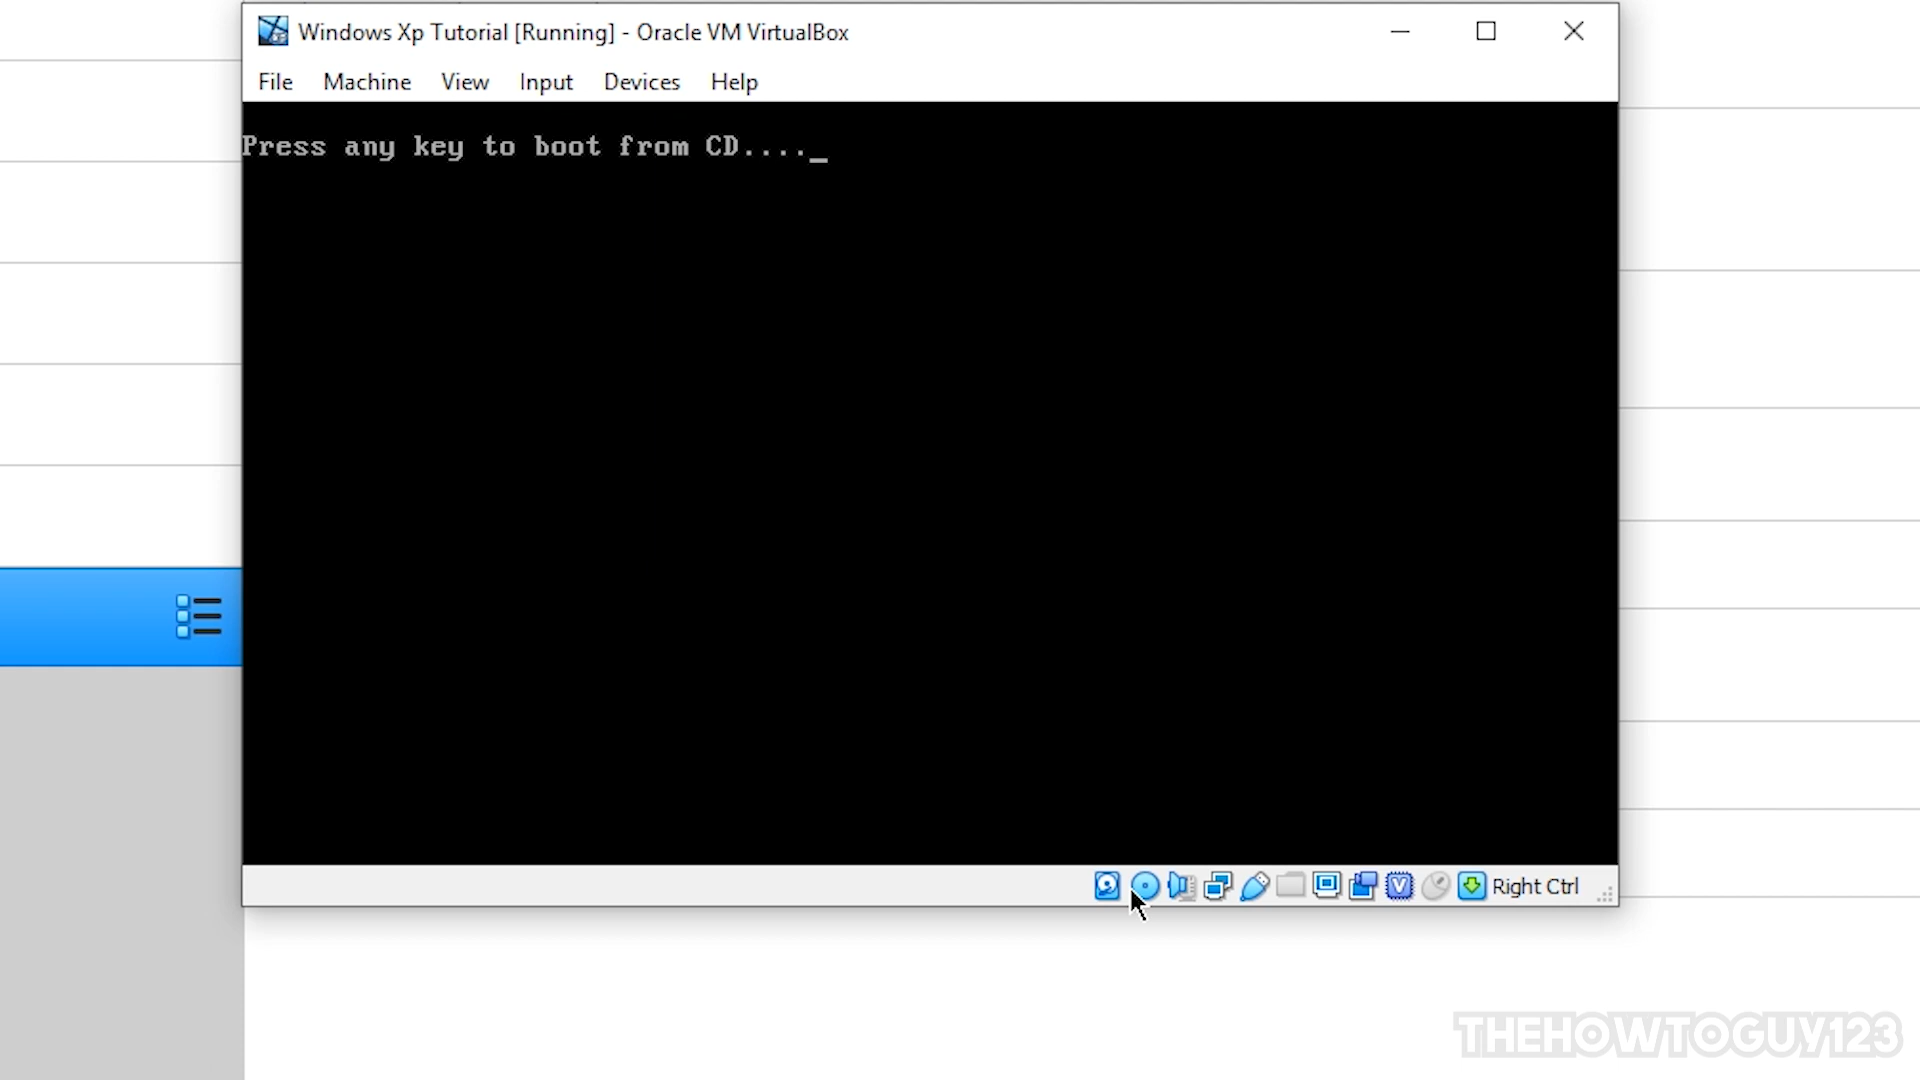 Windows Xp Tutorial [Running] - Oracle VM VirtualBox
File Machine View Input Devices Help
Press any key to boot from CD...._
Right Ctrl
THEHOWTOGUY123